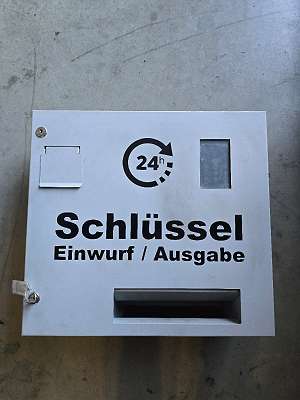 24h
Schlüssel
Einwurf / Ausgabe